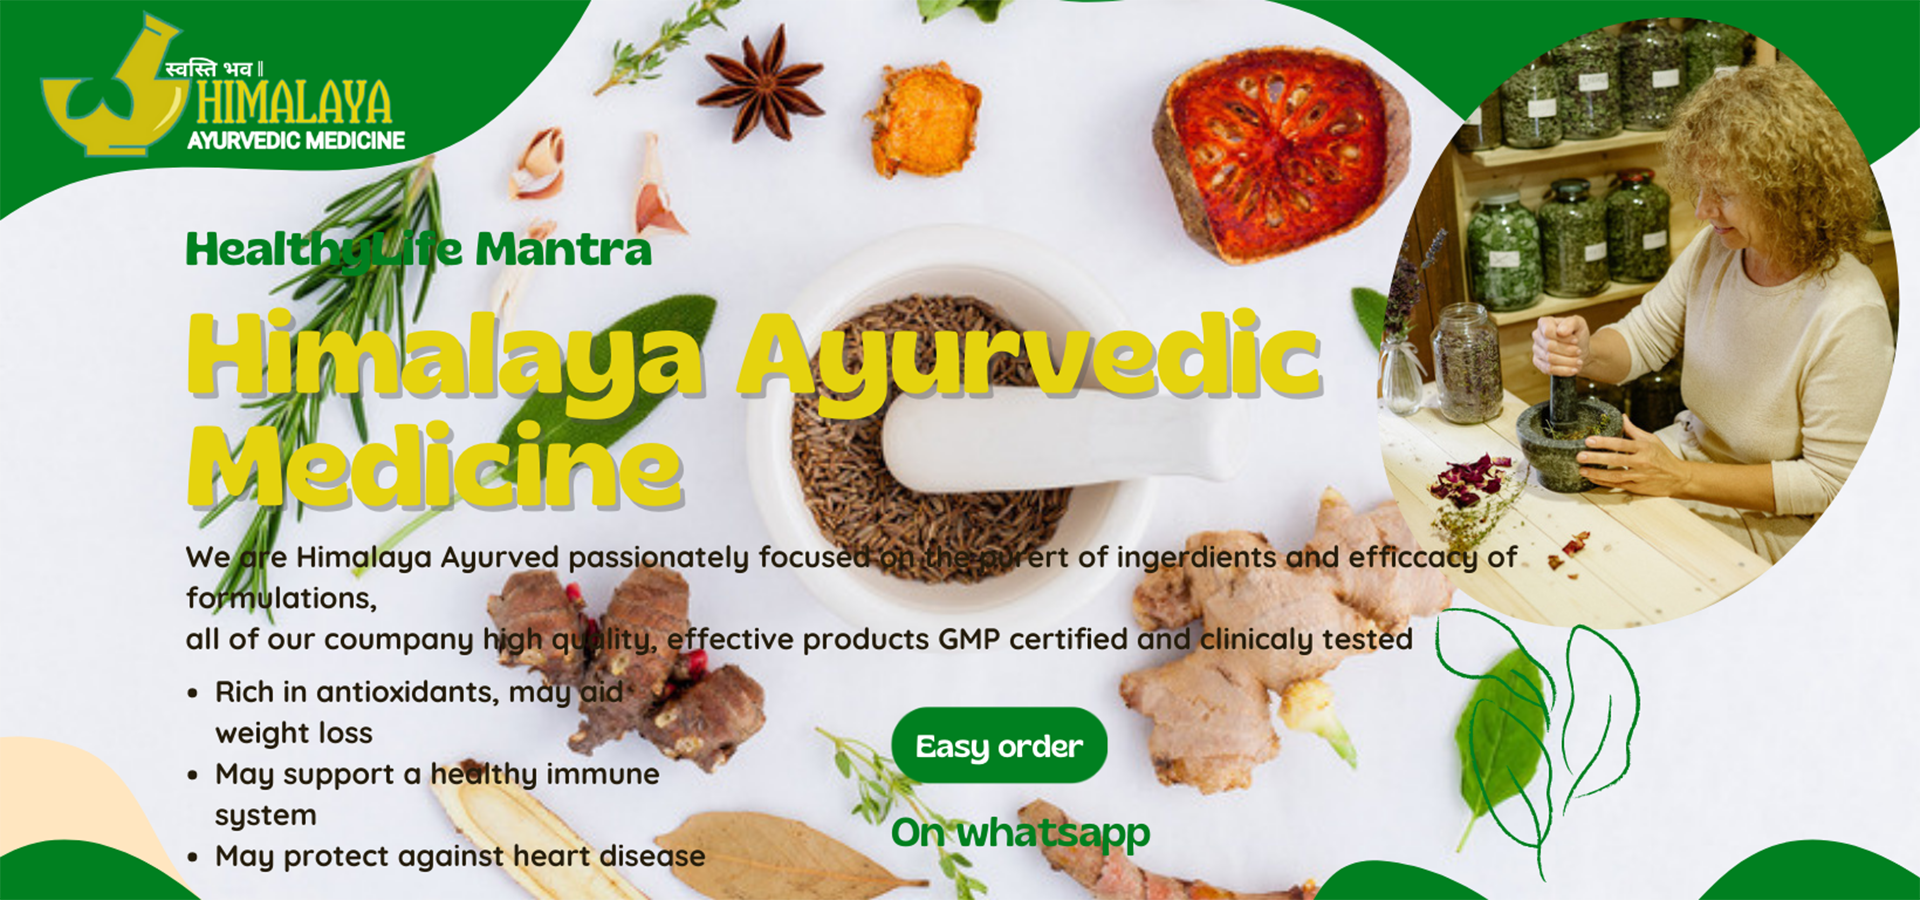 स्वस्ति भव॥
HIMALAYA
AYURVEDIC MEDICINE
HealthyLife Mantra
Himalaya Ayurvedic
Medicine
We are Himalaya Ayurved passionately focused on the purert of ingerdients and efficcacy of
formulations,
all of our coumpany high quality, effective products GMP certified and clinicaly tested
• Rich in antioxidants, may aid
weight loss
• May support a healthy immune
system
• May protect against heart disease
Easy order
On whatsapp